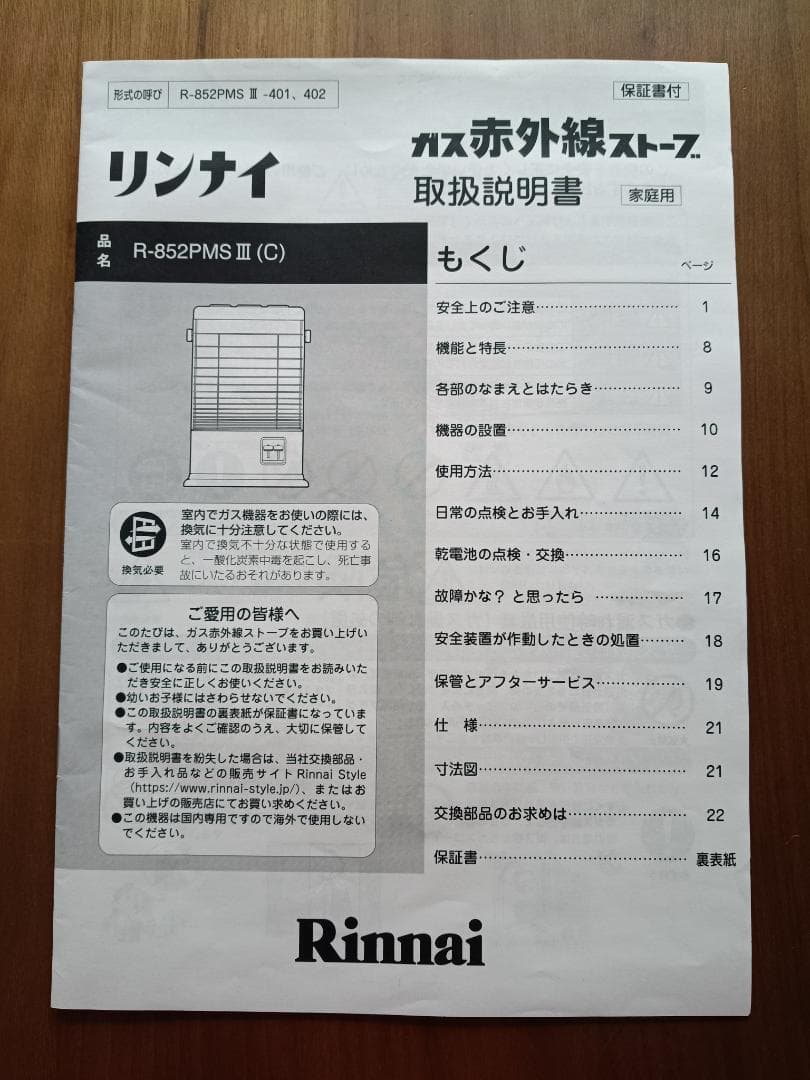 形式の呼び R-852PMS Ⅲ -401、402
保証書付
リンナイ
ガス赤外線ストーブ
取扱説明書 家庭用
品名 R-852PMS Ⅲ (C)
換気必要
室内でガス機器をお使いの際には、
換気に十分注意してください。
室内で換気不十分な状態で使用する
と、一酸化炭素中毒を起こし、死亡事
故にいたるおそれがあります。
ご愛用の皆様へ
このたびは、ガス赤外線ストーブをお買い上げい
ただきまして、ありがとうございます。
●ご使用になる前にこの取扱説明書をお読みいた
だき安全に正しくお使いください。
●幼いお子様にはさわらせないでください。
●この取扱説明書の裏表紙が保証書になっていま
す。内容をよくご確認のうえ、大切に保管して
ください。
●取扱説明書を紛失した場合は、当社交換部品・
お手入れ品などの販売サイトRinnai Style
（https://www.rinnai-style.jp/）、またはお
買い上げの販売店にてお買い求めください。
●この機器は国内専用ですので海外で使用しない
でください。
もくじ ページ
安全上のご注意…………………………… 1
機能と特長………………………………… 8
各部のなまえとはたらき………………… 9
機器の設置………………………………… 10
使用方法…………………………………… 12
日常の点検とお手入れ…………………… 14
乾電池の点検・交換……………………… 16
故障かな？ と思ったら ………………… 17
安全装置が作動したときの処置……… 18
保管とアフターサービス………………… 19
仕　様……………………………………… 21
寸法図……………………………………… 21
交換部品のお求めは……………………… 22
保証書……………………………………… 裏表紙
Rinnai